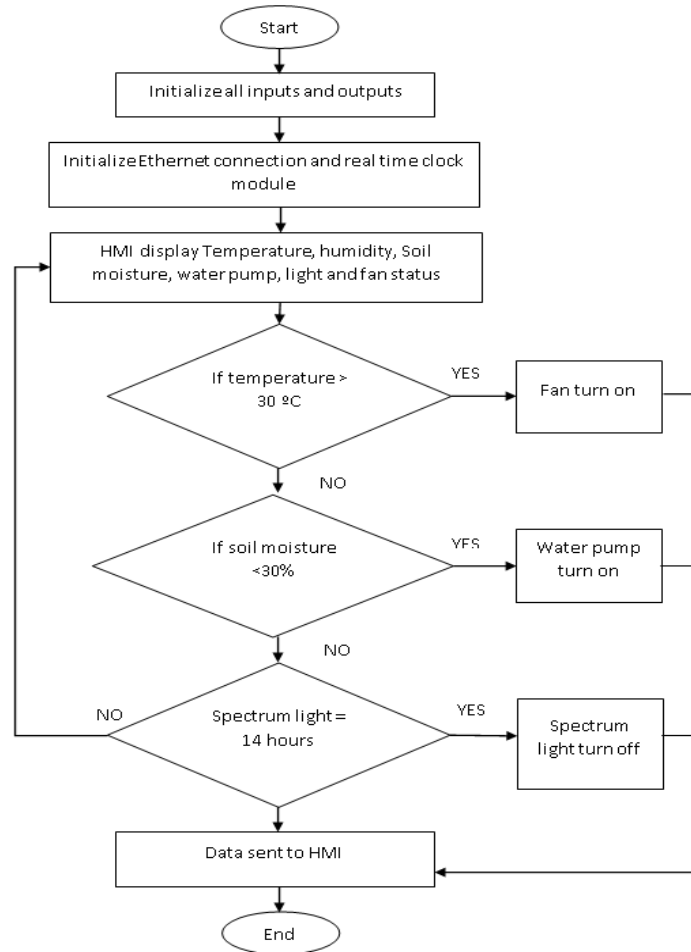 Start
Initialize all inputs and outputs
Initialize Ethernet connection and real time clock
module
HMI display Temperature, humidity, Soil
moisture, water pump, light and fan status
If temperature >
30 ºC
YES
Fan turn on
NO
If soil moisture
<30%
YES
Water pump
turn on
NO
Spectrum light =
14 hours
NO
YES
Spectrum
light turn off
Data sent to HMI
End